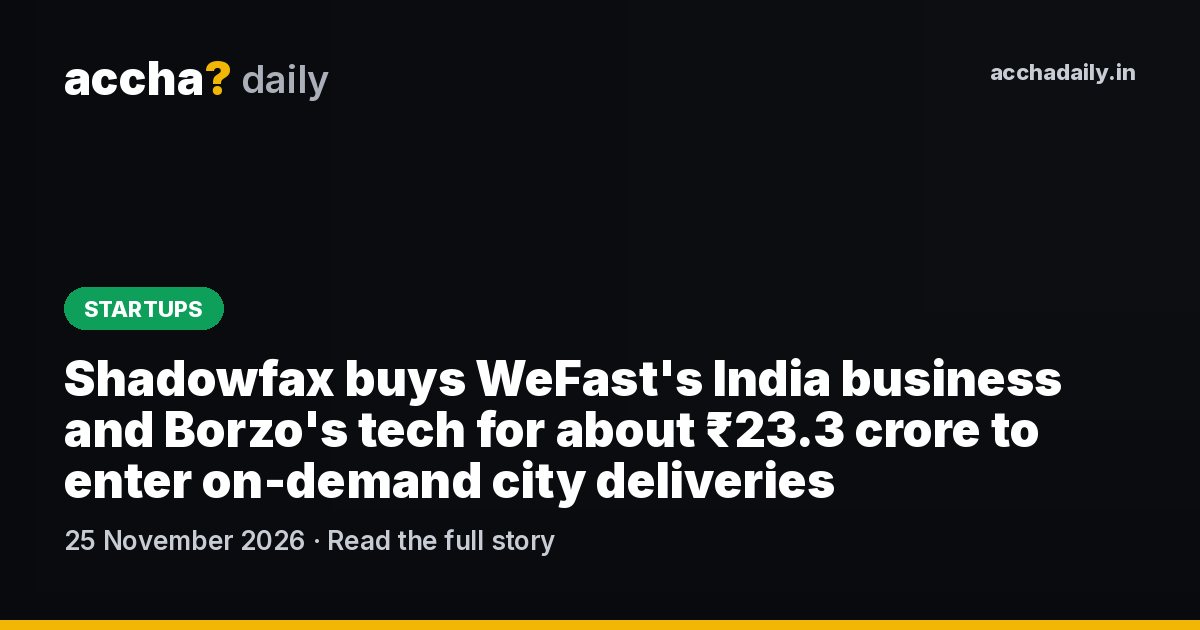 accha? daily
acchadaily.in
STARTUPS
Shadowfax buys WeFast's India business
and Borzo's tech for about ₹23.3 crore to
enter on-demand city deliveries
25 November 2026 · Read the full story